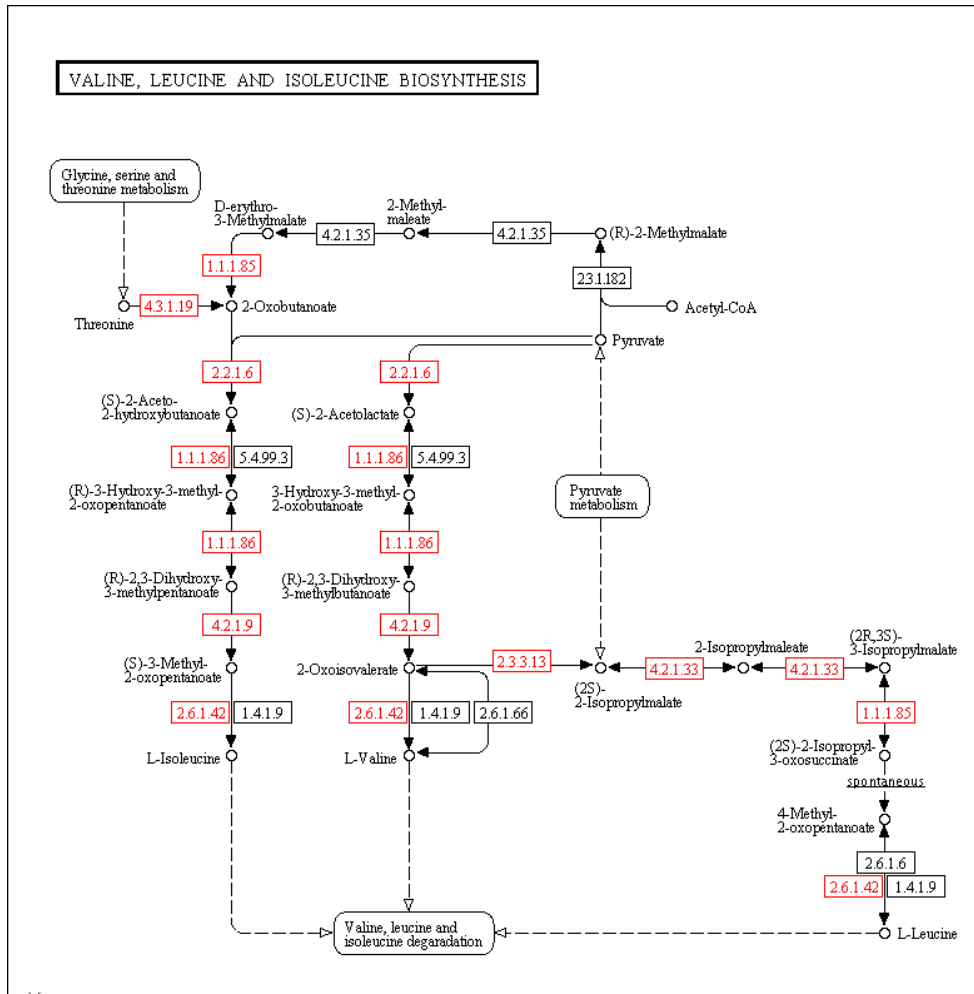 VALINE, LEUCINE AND ISOLEUCINE BIOSYNTHESIS
Glycine, serine and
threonine metabolism
D-erythro-
3-Methylmalate
4.2.1.35
2-Methyl-
maleate
4.2.1.35
(R)-2-Methylmalate
1.1.1.85
2.3.1.182
Threonine
4.3.1.19
2-Oxobutanoate
Acetyl-CoA
Pyruvate
2.2.1.6
2.2.1.6
(S)-2-Aceto-
2-hydroxybutanoate
(S)-2-Acetolactate
1.1.1.86
5.4.99.3
1.1.1.86
5.4.99.3
(R)-3-Hydroxy-3-methyl-
2-oxopentanoate
3-Hydroxy-3-methyl-
2-oxobutanoate
Pyruvate
metabolism
1.1.1.86
1.1.1.86
(R)-2,3-Dihydroxy-
3-methylpentanoate
(R)-2,3-Dihydroxy-
3-methylbutanoate
4.2.1.9
4.2.1.9
(S)-3-Methyl-
2-oxopentanoate
2-Oxoisovalerate
2.3.3.13
(2S)-
2-Isopropylmalate
4.2.1.33
2-Isopropylmaleate
4.2.1.33
(2R,3S)-
3-Isopropylmalate
2.6.1.42
1.4.1.9
2.6.1.42
1.4.1.9
2.6.1.66
1.1.1.85
L-Isoleucine
L-Valine
(2S)-2-Isopropyl-
3-oxosuccinate
spontaneous
4-Methyl-
2-oxopentanoate
2.6.1.6
2.6.1.42
1.4.1.9
Valine, leucine and
isoleucine degaradation
L-Leucine